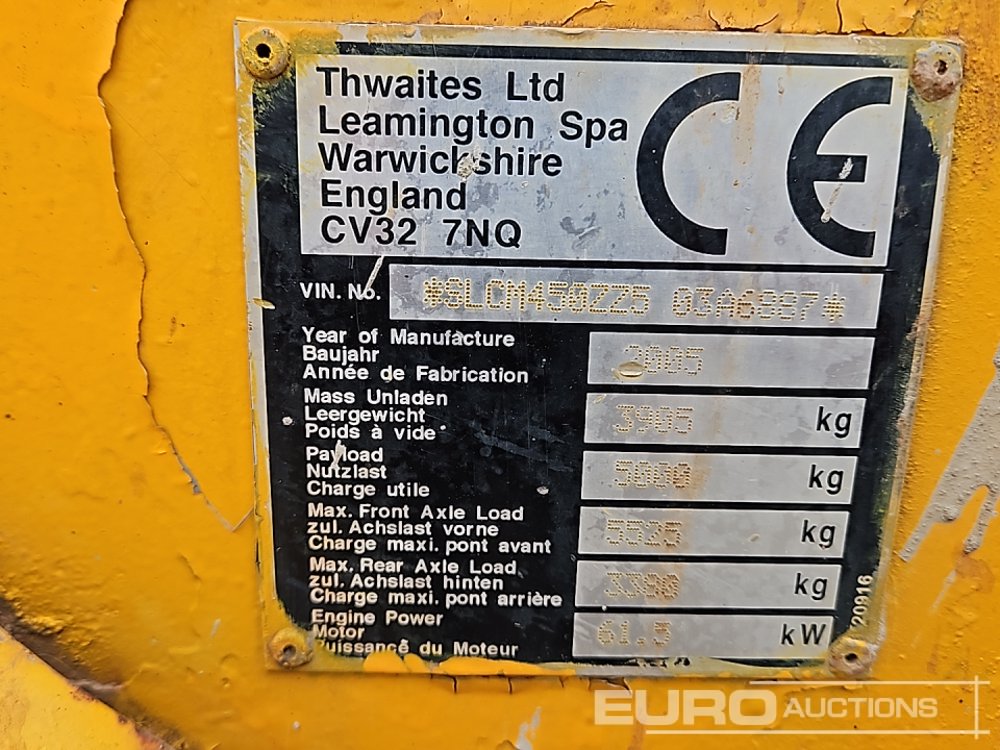 Thwaites Ltd
Leamington Spa
Warwickshire
England
CV32 7NQ
CE
VIN. No. *SLCM450ZZ5 03A6987*
Year of Manufacture
Baujahr 2005
Année de Fabrication
Mass Unladen
Leergewicht 3905 kg
Poids à vide
Payload
Nutzlast 5000 kg
Charge utile
Max. Front Axle Load
zul. Achslast vorne 5525 kg
Charge maxi. pont avant
Max. Rear Axle Load
zul. Achslast hinten 3380 kg
Charge maxi. pont arrière
Engine Power
Motor 61.3 kW
Puissance du Moteur
20916
EURO AUCTIONS